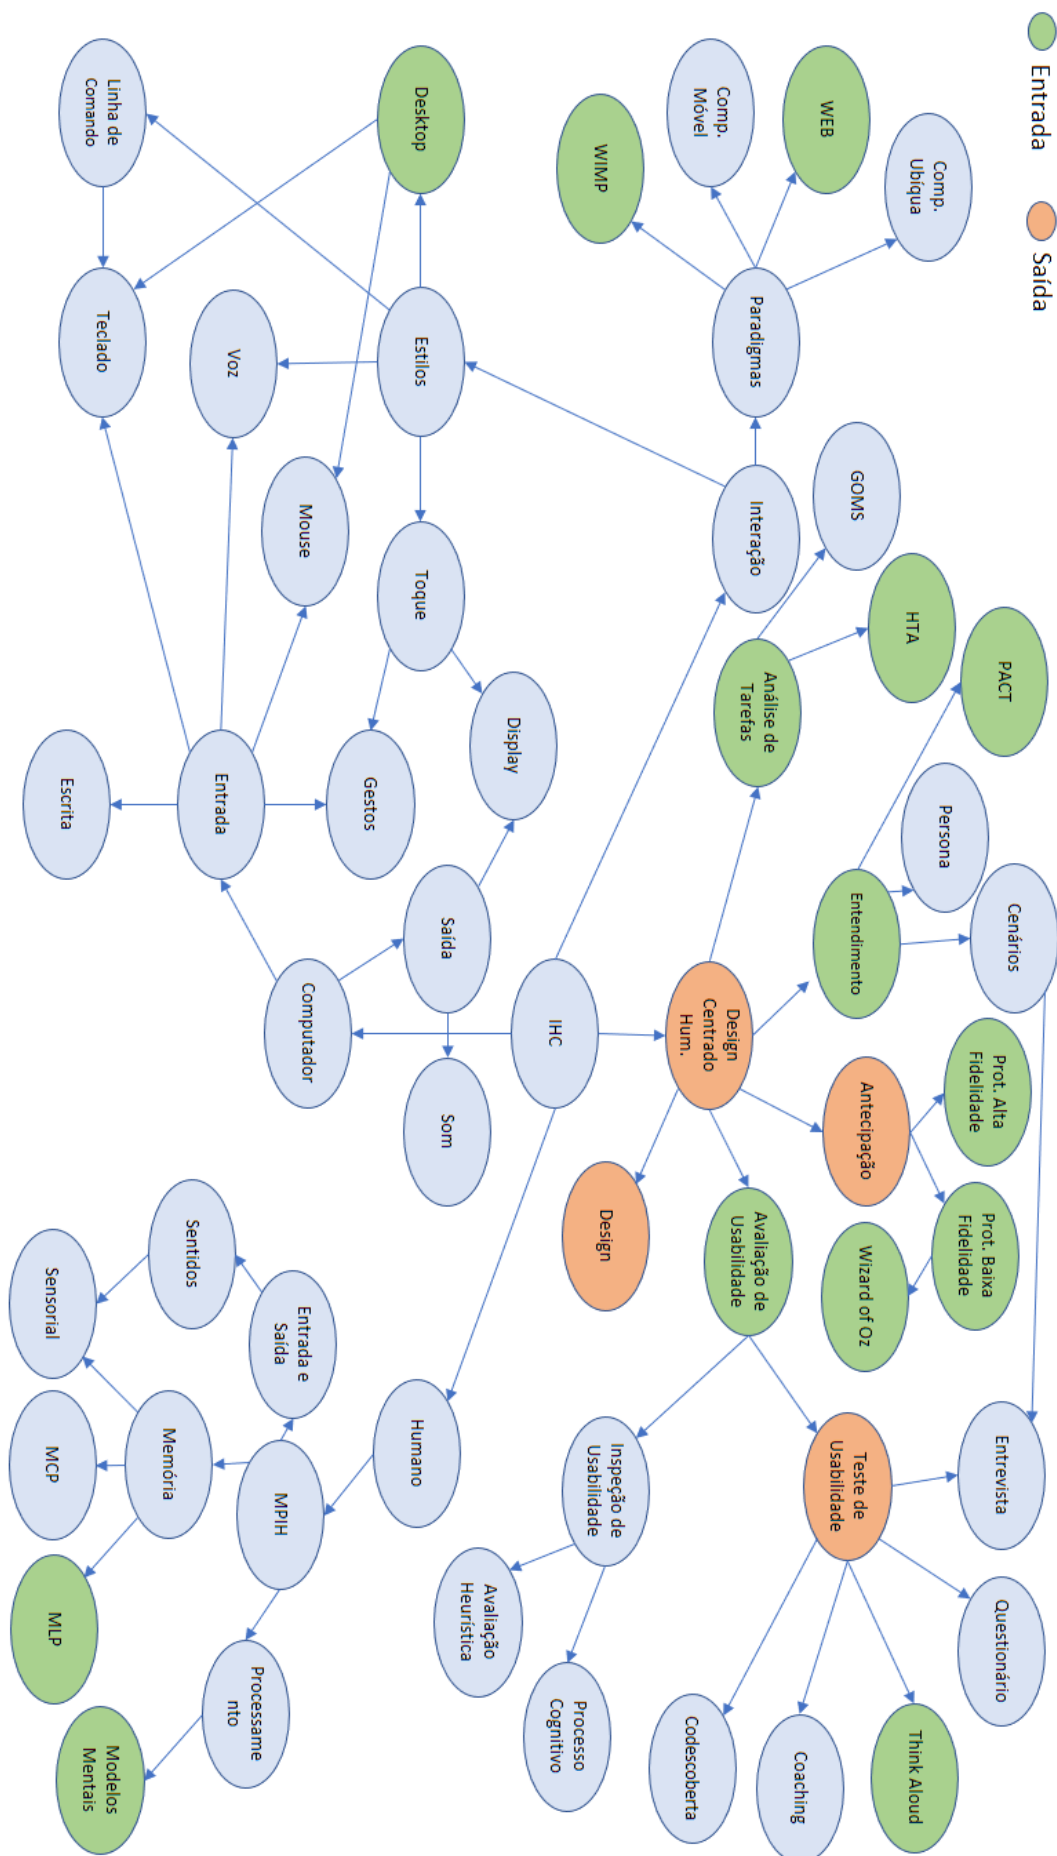 Entrada
Saída
Comp.
Ubíqua
WEB
Comp.
Móvel
WIMP
Desktop
Linha de
Comando
Paradigmas
Estilos
Voz
Teclado
GOMS
Interação
Toque
Mouse
PACT
HTA
Análise de
Tarefas
Display
Gestos
Entrada
Escrita
Cenários
Persona
Entendimento
Saída
Design
Centrado
Hum.
IHC
Computador
Som
Prot. Alta
Fidelidade
Antecipação
Prot. Baixa
Fidelidade
Wizard of Oz
Avaliação de
Usabilidade
Design
Sentidos
Sensorial
Entrada e
Saída
Humano
Memória
MCP
MPIH
MLP
Entrevista
Teste de
Usabilidade
Inspeção de
Usabilidade
Questionário
Avaliação
Heurística
Processo
Cognitivo
Think Aloud
Coaching
Codescoberta
Processame
nto
Modelos
Mentais